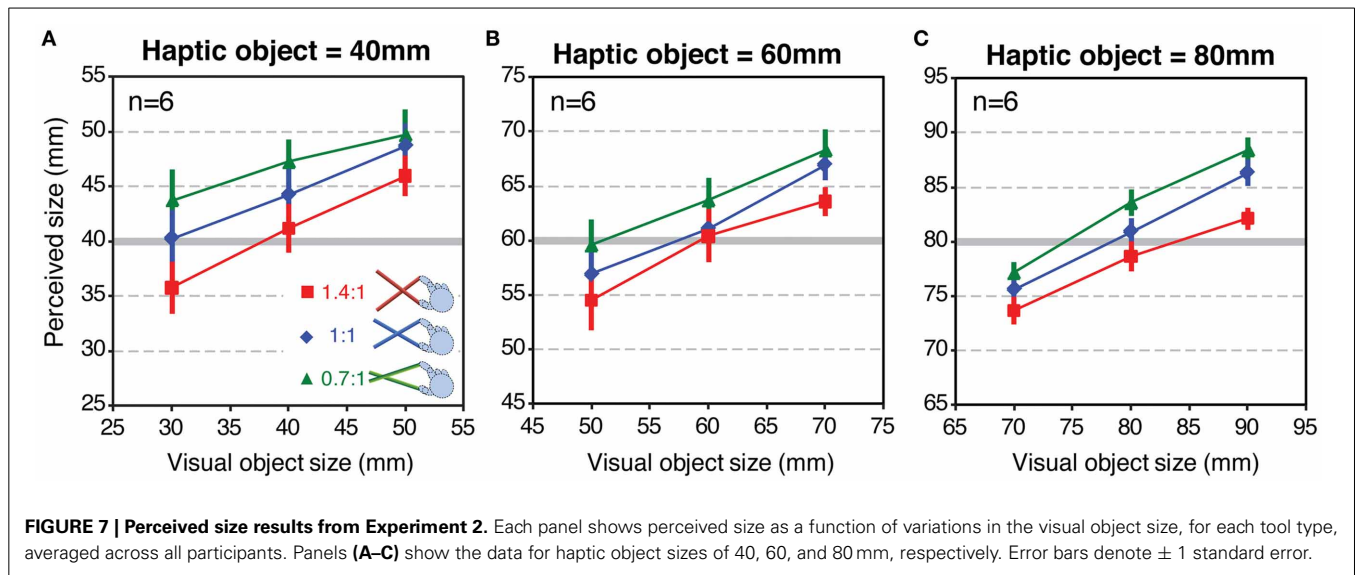 A
Haptic object = 40mm
55
50
45
40
35
30
25
n=6
Perceived size (mm)
1.4:1
1:1
0.7:1
25 30 35 40 45 50 55
Visual object size (mm)
B
Haptic object = 60mm
75
70
65
60
55
50
45
n=6
45 50 55 60 65 70 75
Visual object size (mm)
C
Haptic object = 80mm
95
90
85
80
75
70
65
n=6
65 70 75 80 85 90 95
Visual object size (mm)
FIGURE 7 | Perceived size results from Experiment 2. Each panel shows perceived size as a function of variations in the visual object size, for each tool type,
averaged across all participants. Panels (A–C) show the data for haptic object sizes of 40, 60, and 80 mm, respectively. Error bars denote ± 1 standard error.